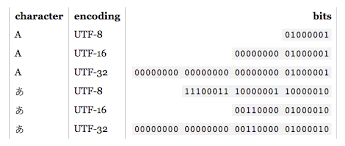 character encoding bits
A UTF-8 01000001
A UTF-16 00000000 01000001
A UTF-32 00000000 00000000 00000000 01000001
あ UTF-8 11100011 10000001 10000010
あ UTF-16 00110000 01000010
あ UTF-32 00000000 00000000 00110000 01000010